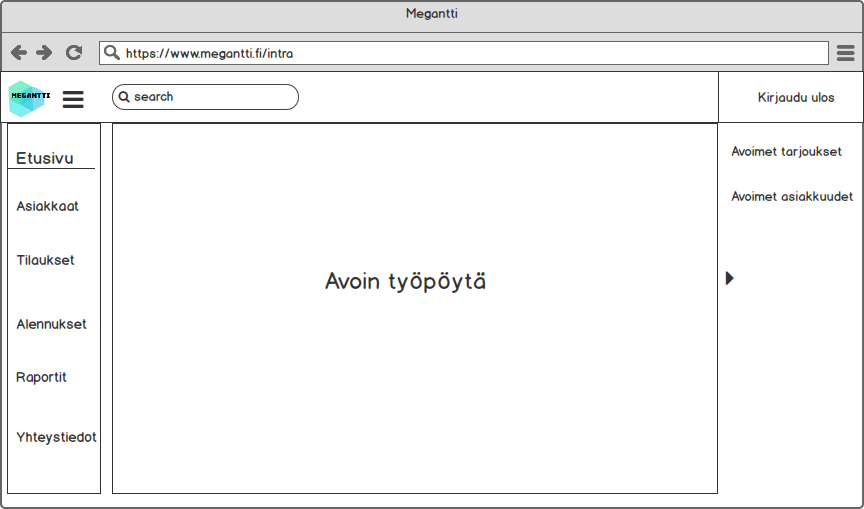 Megantti
https://www.megantti.fi/intra
MEGANTTI
search
Kirjaudu ulos
Etusivu
Asiakkaat
Tilaukset
Alennukset
Raportit
Yhteystiedot
Avoin työpöytä
Avoimet tarjoukset
Avoimet asiakkuudet